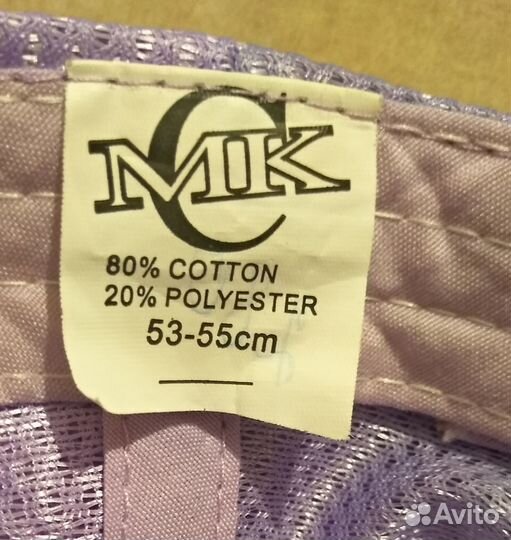 C
MK
80% COTTON
20% POLYESTER
53-55cm
Avito